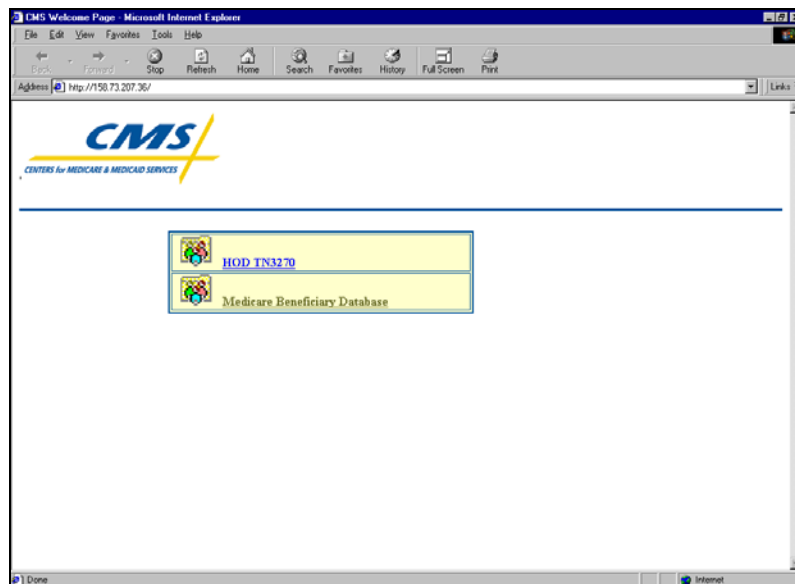 CMS Welcome Page - Microsoft Internet Explorer
File Edit View Favorites Tools Help
Back Forward Stop Refresh Home Search Favorites History Full Screen Print
Address http://158.73.207.36/ Links
CMS
CENTERS for MEDICARE & MEDICAID SERVICES
HOD TN3270
Medicare Beneficiary Database
Done Internet